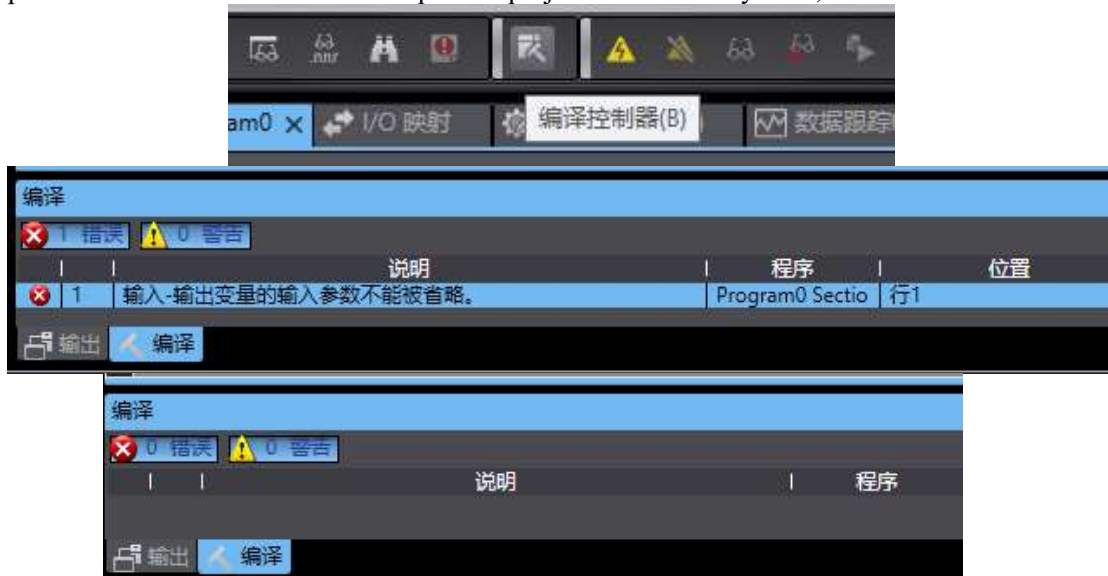 编译控制器(B)
am0 I/O 映射 数据跟踪
编译
1 错误 0 警告
说明 程序 位置
1 输入-输出变量的输入参数不能被省略。 Program0 Sectio 行1
输出 编译
编译
0 错误 0 警告
说明 程序
输出 编译